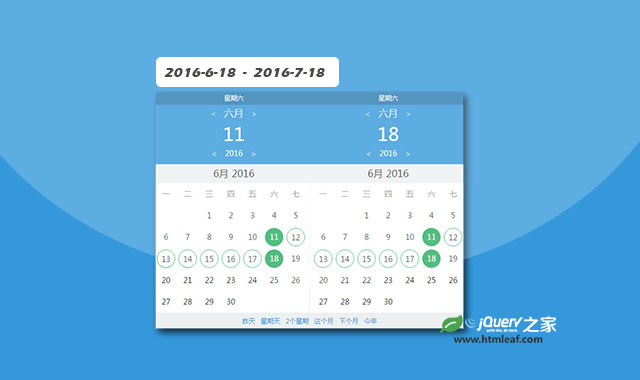 2016-6-18 - 2016-7-18
星期六 星期六
< 六月 > < 六月 >
11 18
< 2016 > < 2016 >
6月 2016 6月 2016
一 二 三 四 五 六 七 一 二 三 四 五 六 七
1 2 3 4 5 1 2 3 4 5
6 7 8 9 10 11 12 6 7 8 9 10 11 12
13 14 15 16 17 18 19 13 14 15 16 17 18 19
20 21 22 23 24 25 26 20 21 22 23 24 25 26
27 28 29 30 27 28 29 30
昨天 星期天 2个星期 这个月 下个月 今年
jQuery之家
www.htmleaf.com